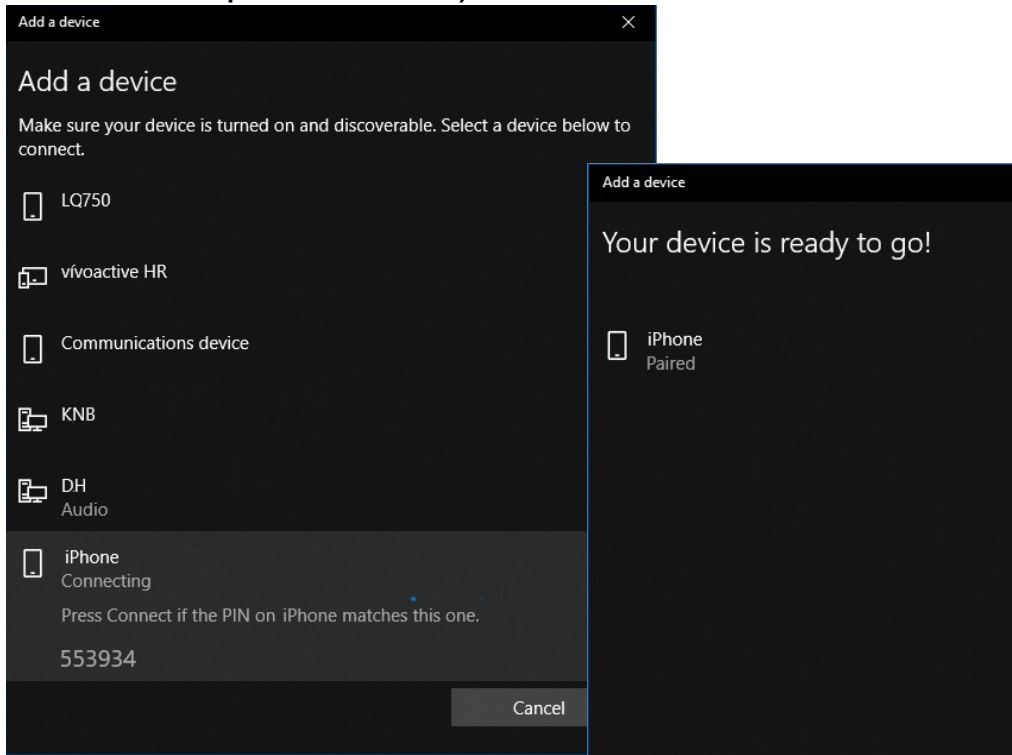 Add a device
Add a device
Make sure your device is turned on and discoverable. Select a device below to
connect.
LQ750
vívoactive HR
Communications device
KNB
DH
Audio
iPhone
Connecting
Press Connect if the PIN on iPhone matches this one.
553934
Cancel
Add a device
Your device is ready to go!
iPhone
Paired